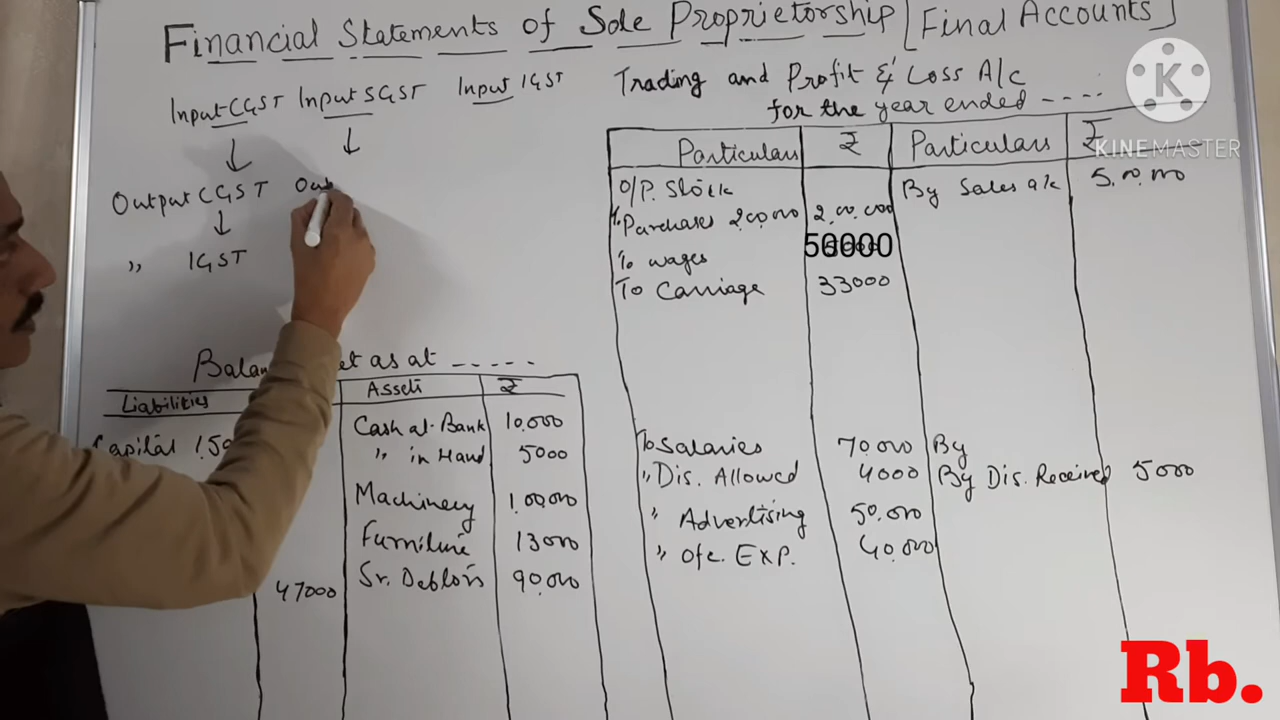 Financial Statements of Sole Proprietorship [Final Accounts]
Input CGST Input SGST Input IGST
Output CGST Out
" IGST
Trading and Profit & Loss A/c
for the year ended ----
Particulars ₹ Particulars ₹
O/P. Stock By Sales a/c 5,00,000
To Purchases 2,00,000 2,00,000
To wages 50000
To Carriage 33000
To Salaries 70,000 By
" Dis. Allowed 4000 By Dis. Received 5000
" Advertising 50,000
" Ofc. EXP. 40,000
as at -----
Liabilities Assets ₹
Capital Cash at Bank 10,000
" in Hand 5000
Machinery 1,00,000
Furniture 13000
47000 Sr. Debtors 90,000
K
KINEMASTER
Rb.